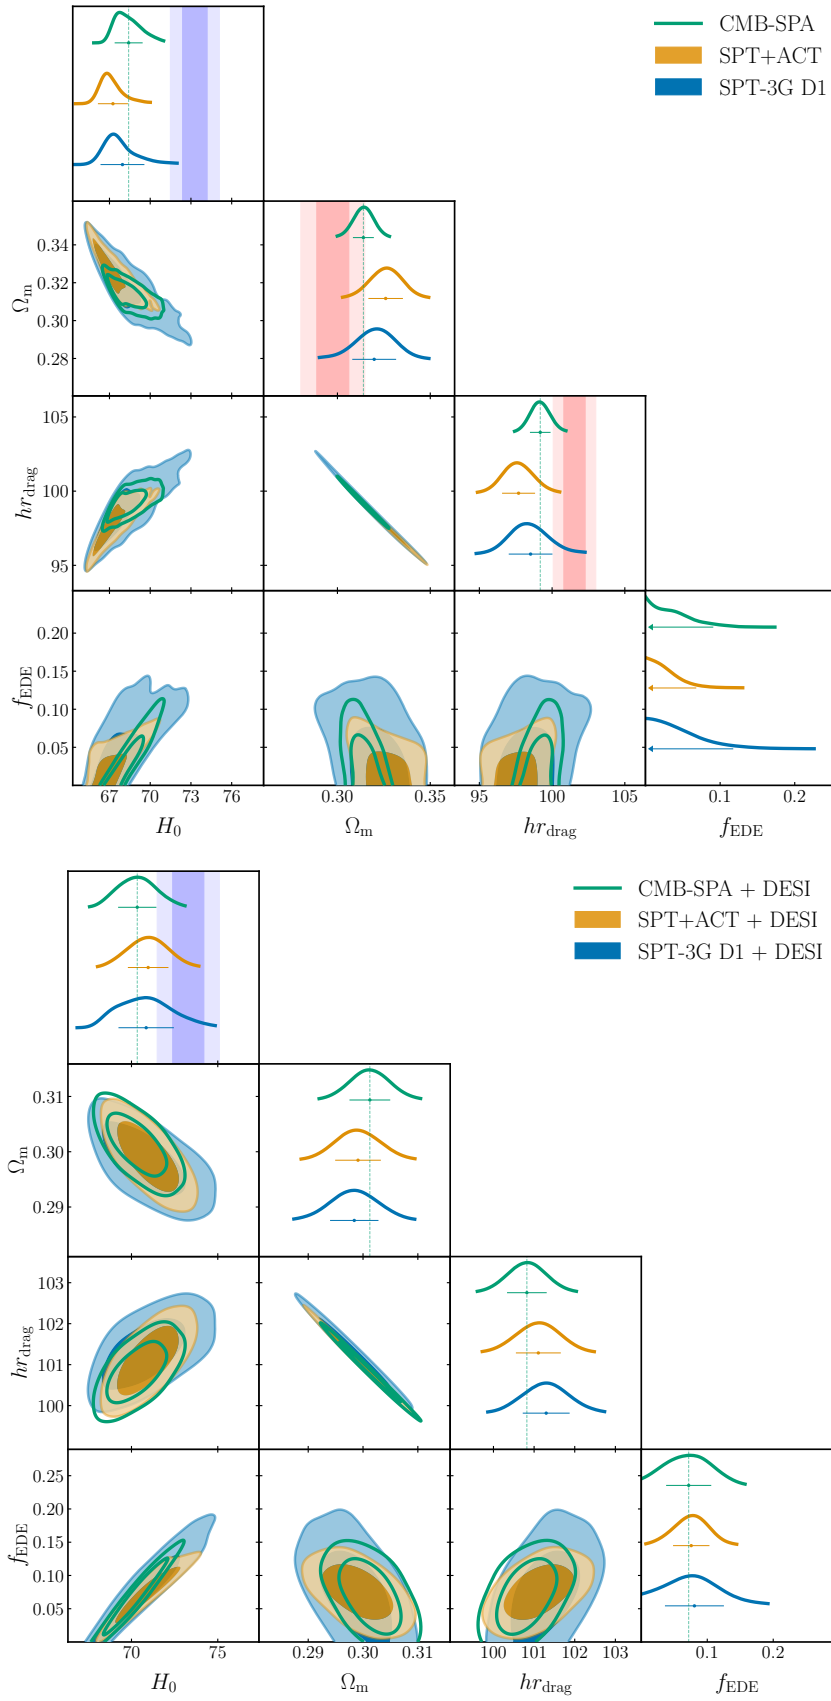 CMB-SPA
SPT+ACT
SPT-3G D1
0.34
0.32
0.30
0.28
Ωm
105
100
95
hrdrag
0.20
0.15
0.10
0.05
fEDE
67 70 73 76
0.30 0.35
95 100 105
0.1 0.2
H0
Ωm
hrdrag
fEDE
CMB-SPA + DESI
SPT+ACT + DESI
SPT-3G D1 + DESI
0.31
0.30
0.29
Ωm
103
102
101
100
hrdrag
0.25
0.20
0.15
0.10
0.05
fEDE
70 75
0.29 0.30 0.31
100 101 102 103
0.1 0.2
H0
Ωm
hrdrag
fEDE